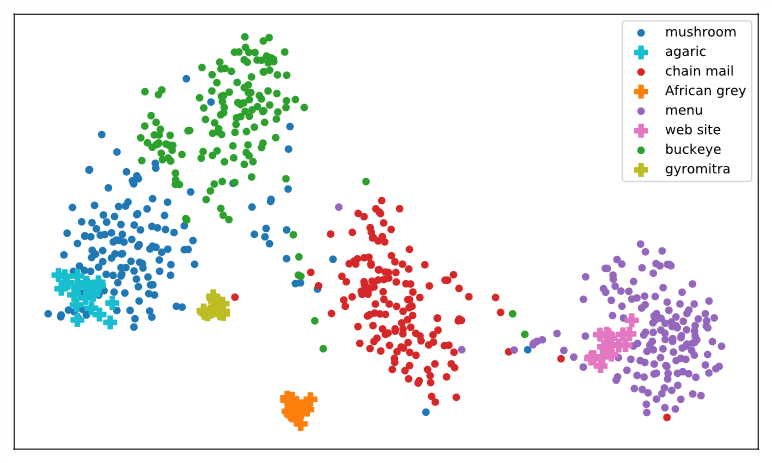 mushroom
agaric
chain mail
African grey
menu
web site
buckeye
gyromitra